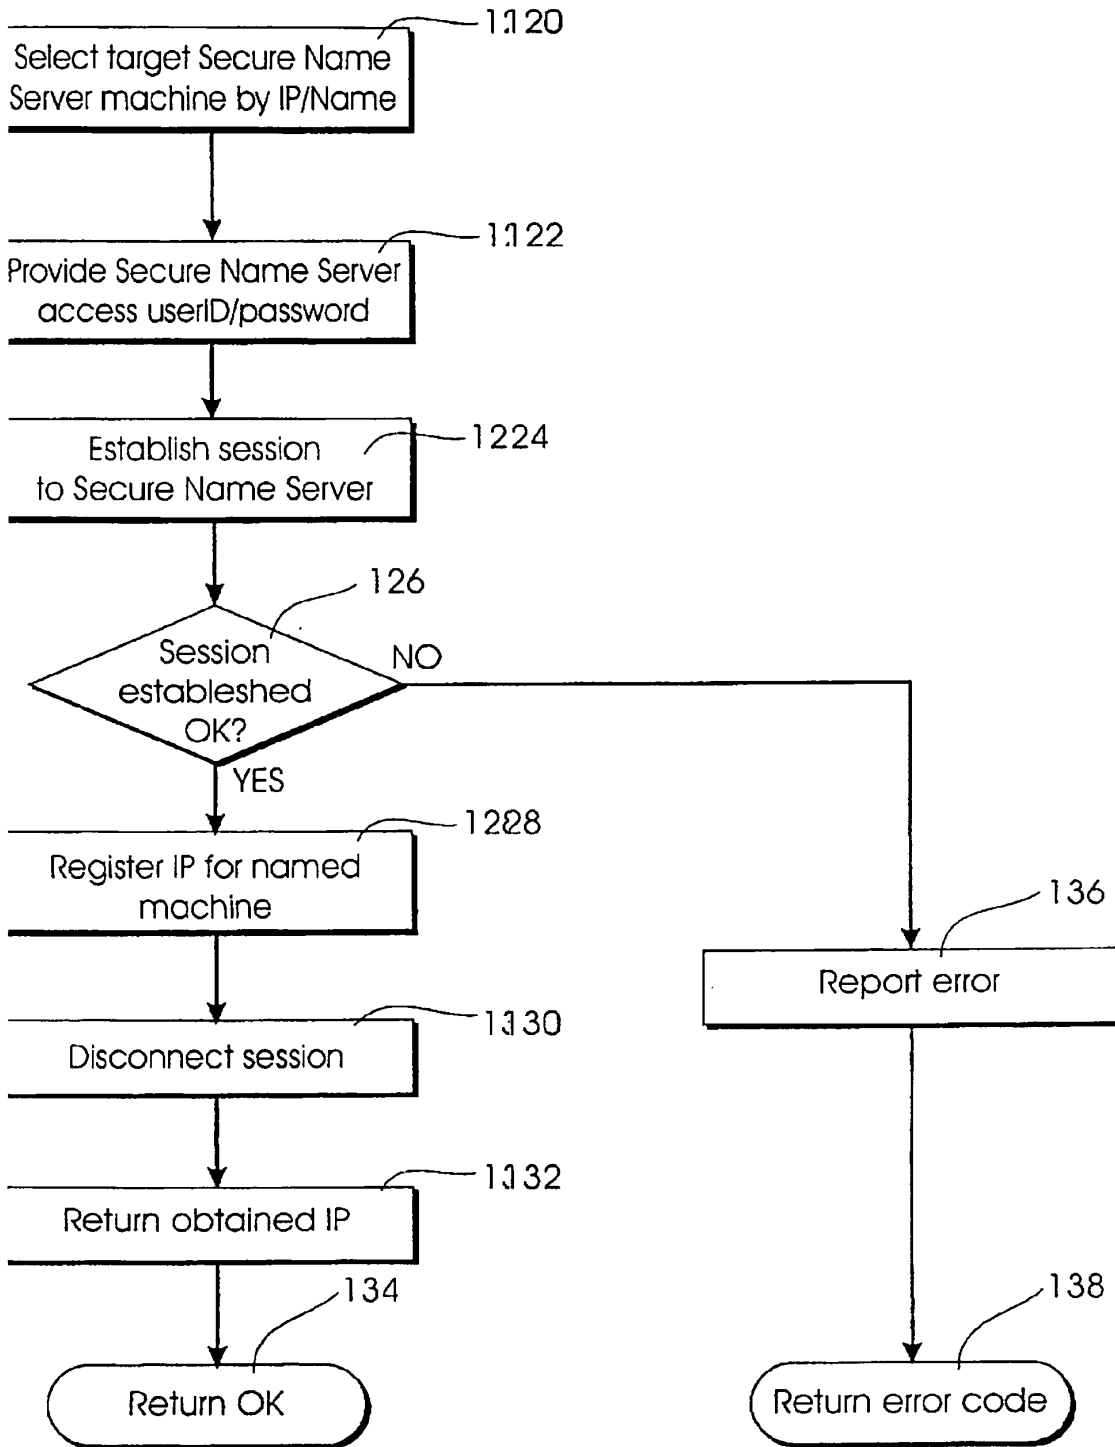 1120
Select target Secure Name
Server machine by IP/Name
1122
Provide Secure Name Server
access userID/password
1224
Establish session
to Secure Name Server
126
Session
estableshed
OK?
NO
YES
1228
Register IP for named
machine
136
Report error
1130
Disconnect session
1132
Return obtained IP
134
Return OK
138
Return error code